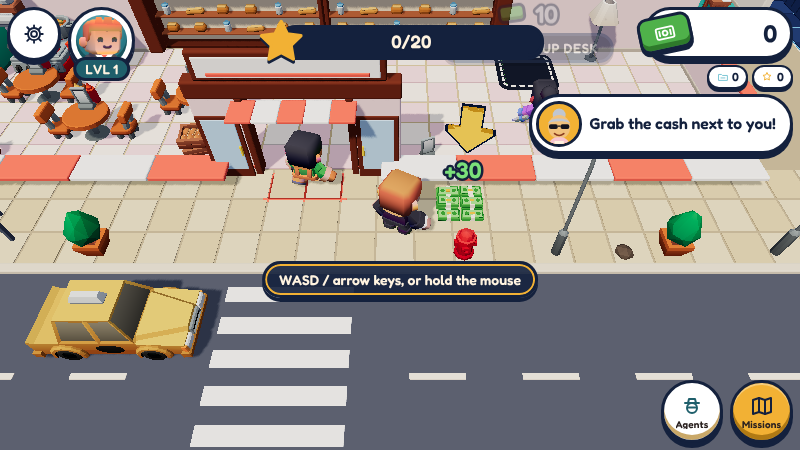 10
0/20
0
UP DESK
LVL 1
0
0
Grab the cash next to you!
+30
WASD / arrow keys, or hold the mouse
Agents
Missions